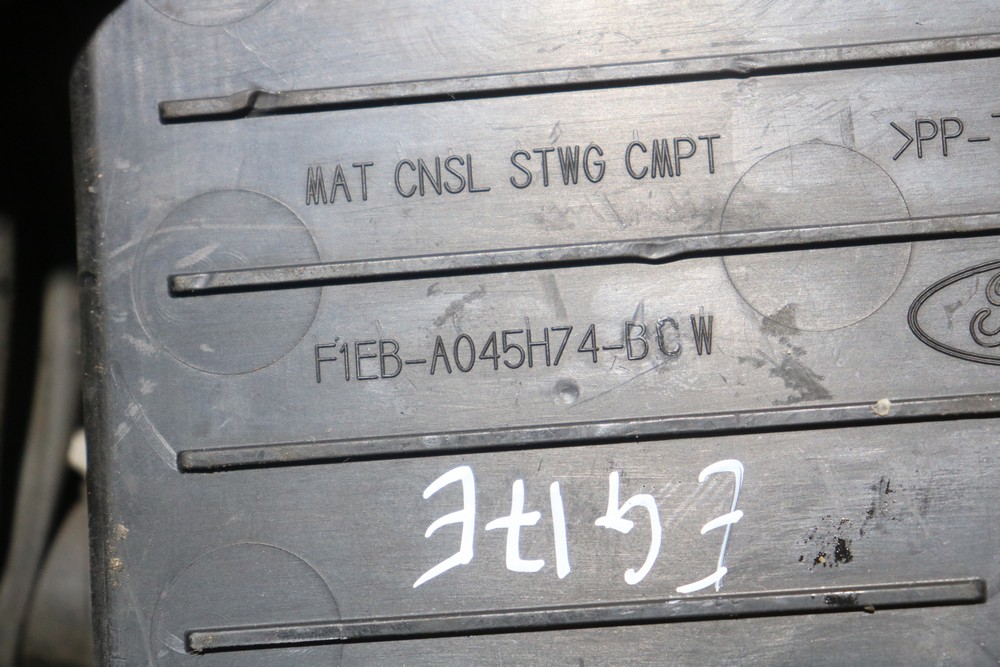 MAT CNSL STWG CMPT
>PP-
F1EB-A045H74-BCW